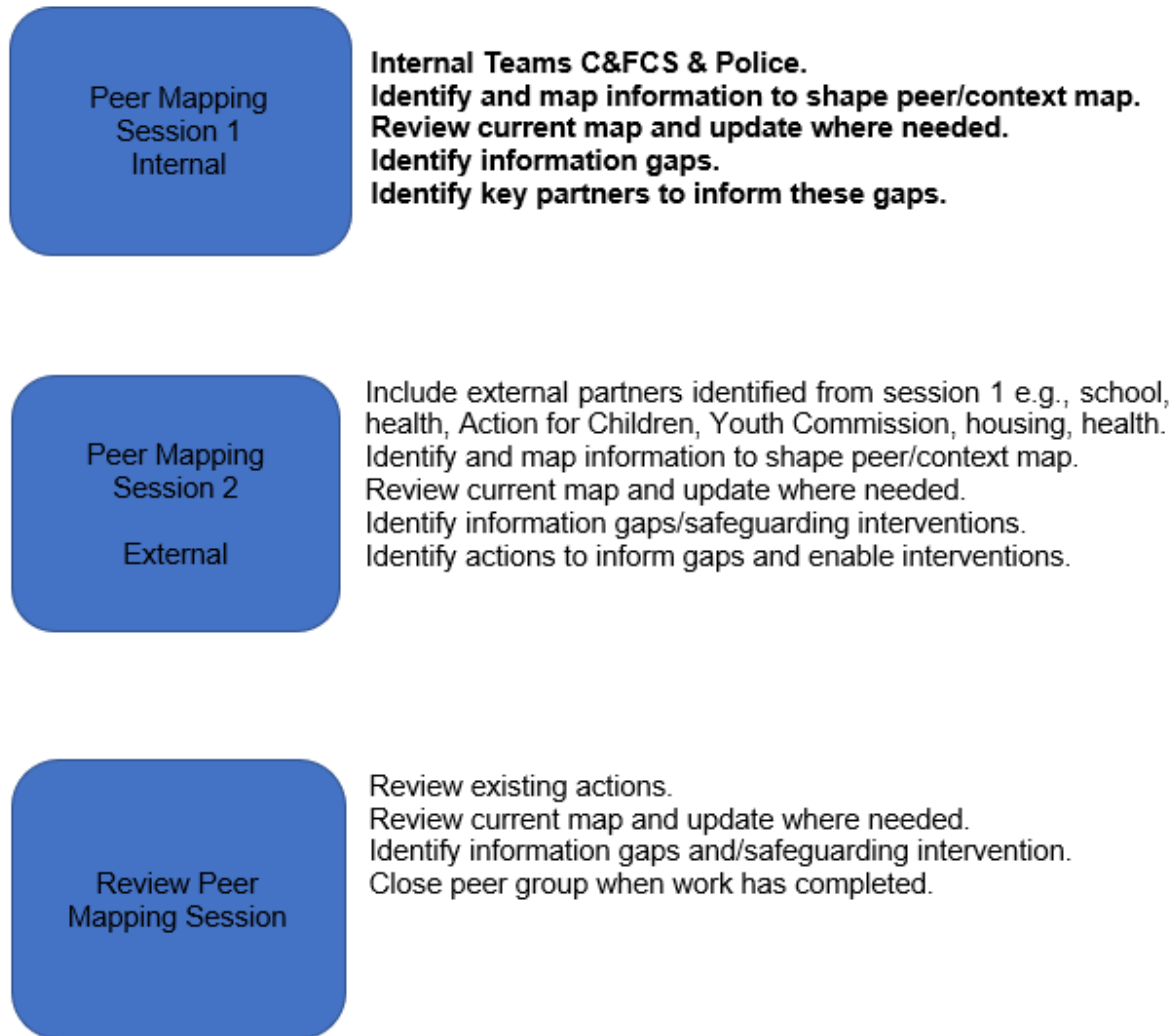 Peer Mapping
Session 1
Internal
Internal Teams C&FCS & Police.
Identify and map information to shape peer/context map.
Review current map and update where needed.
Identify information gaps.
Identify key partners to inform these gaps.
Peer Mapping
Session 2
External
Include external partners identified from session 1 e.g., school,
health, Action for Children, Youth Commission, housing, health.
Identify and map information to shape peer/context map.
Review current map and update where needed.
Identify information gaps/safeguarding interventions.
Identify actions to inform gaps and enable interventions.
Review Peer
Mapping Session
Review existing actions.
Review current map and update where needed.
Identify information gaps and/safeguarding intervention.
Close peer group when work has completed.